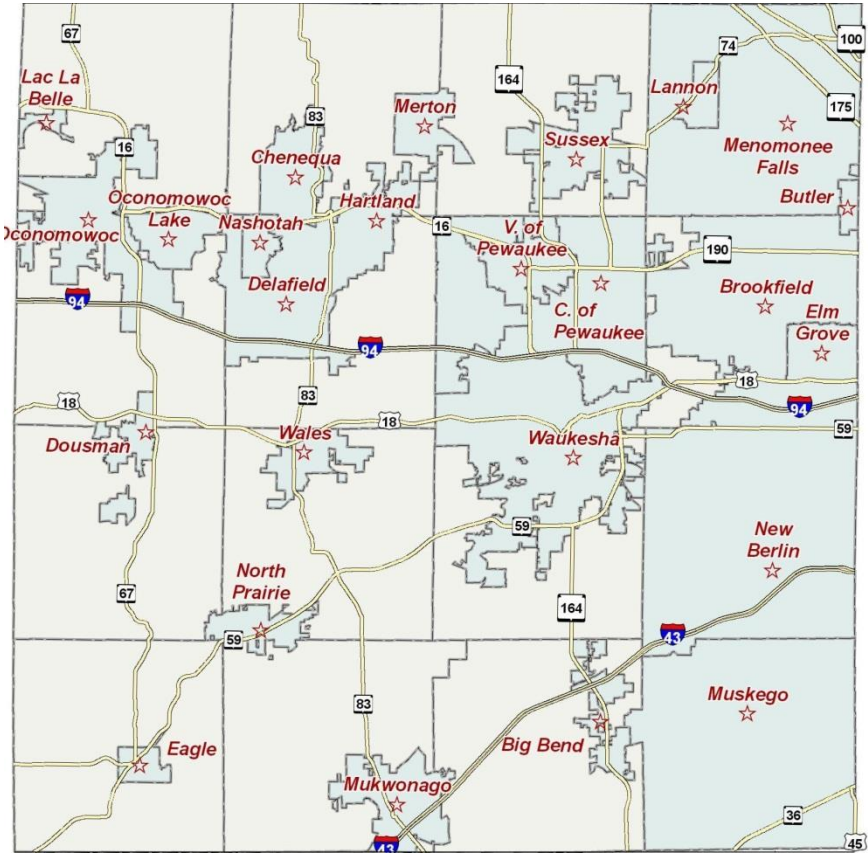 67
100
74
164
Lac La
Belle
Lannon
Merton
175
83
Sussex
Menomonee
Falls
16
Chenequa
Oconomowoc
Lake
Hartland
Butler
Nashotah
Oconomowoc
16
V. of
Pewaukee
190
Delafield
C. of
Pewaukee
Brookfield
Elm
Grove
94
94
83
18
94
18
18
59
Dousman
Wales
Waukesha
59
New
Berlin
North
Prairie
67
164
59
43
83
Muskego
Eagle
Big Bend
Mukwonago
36
43
45